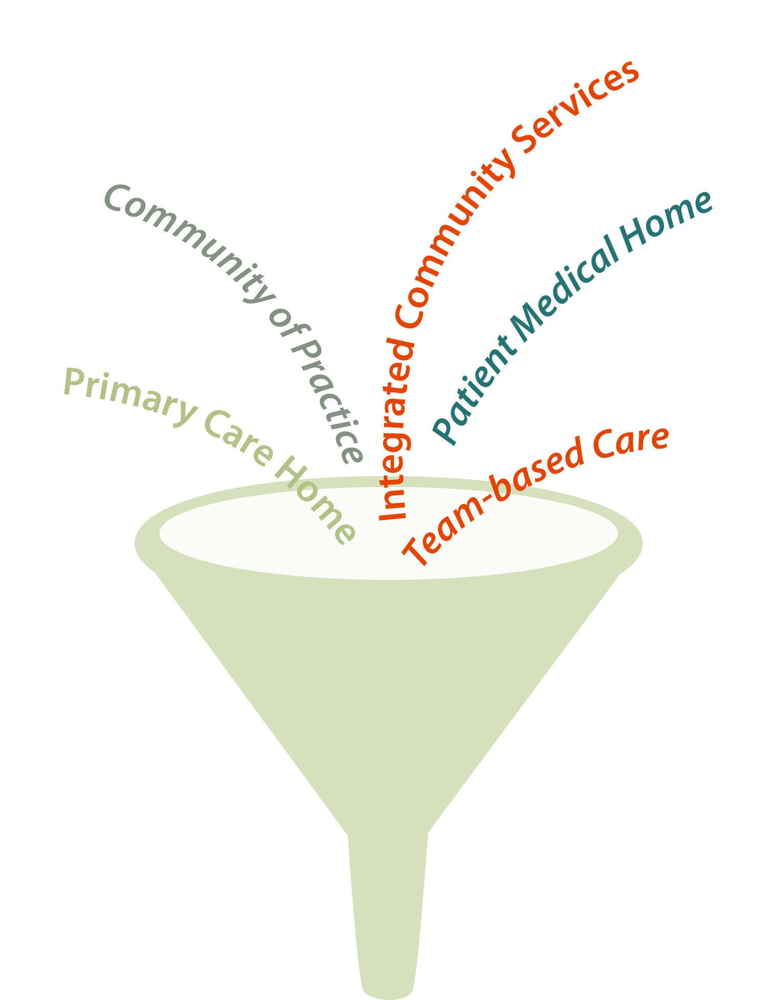 Integrated Community Services
Community of Practice
Patient Medical Home
Primary Care Home
Team-based Care